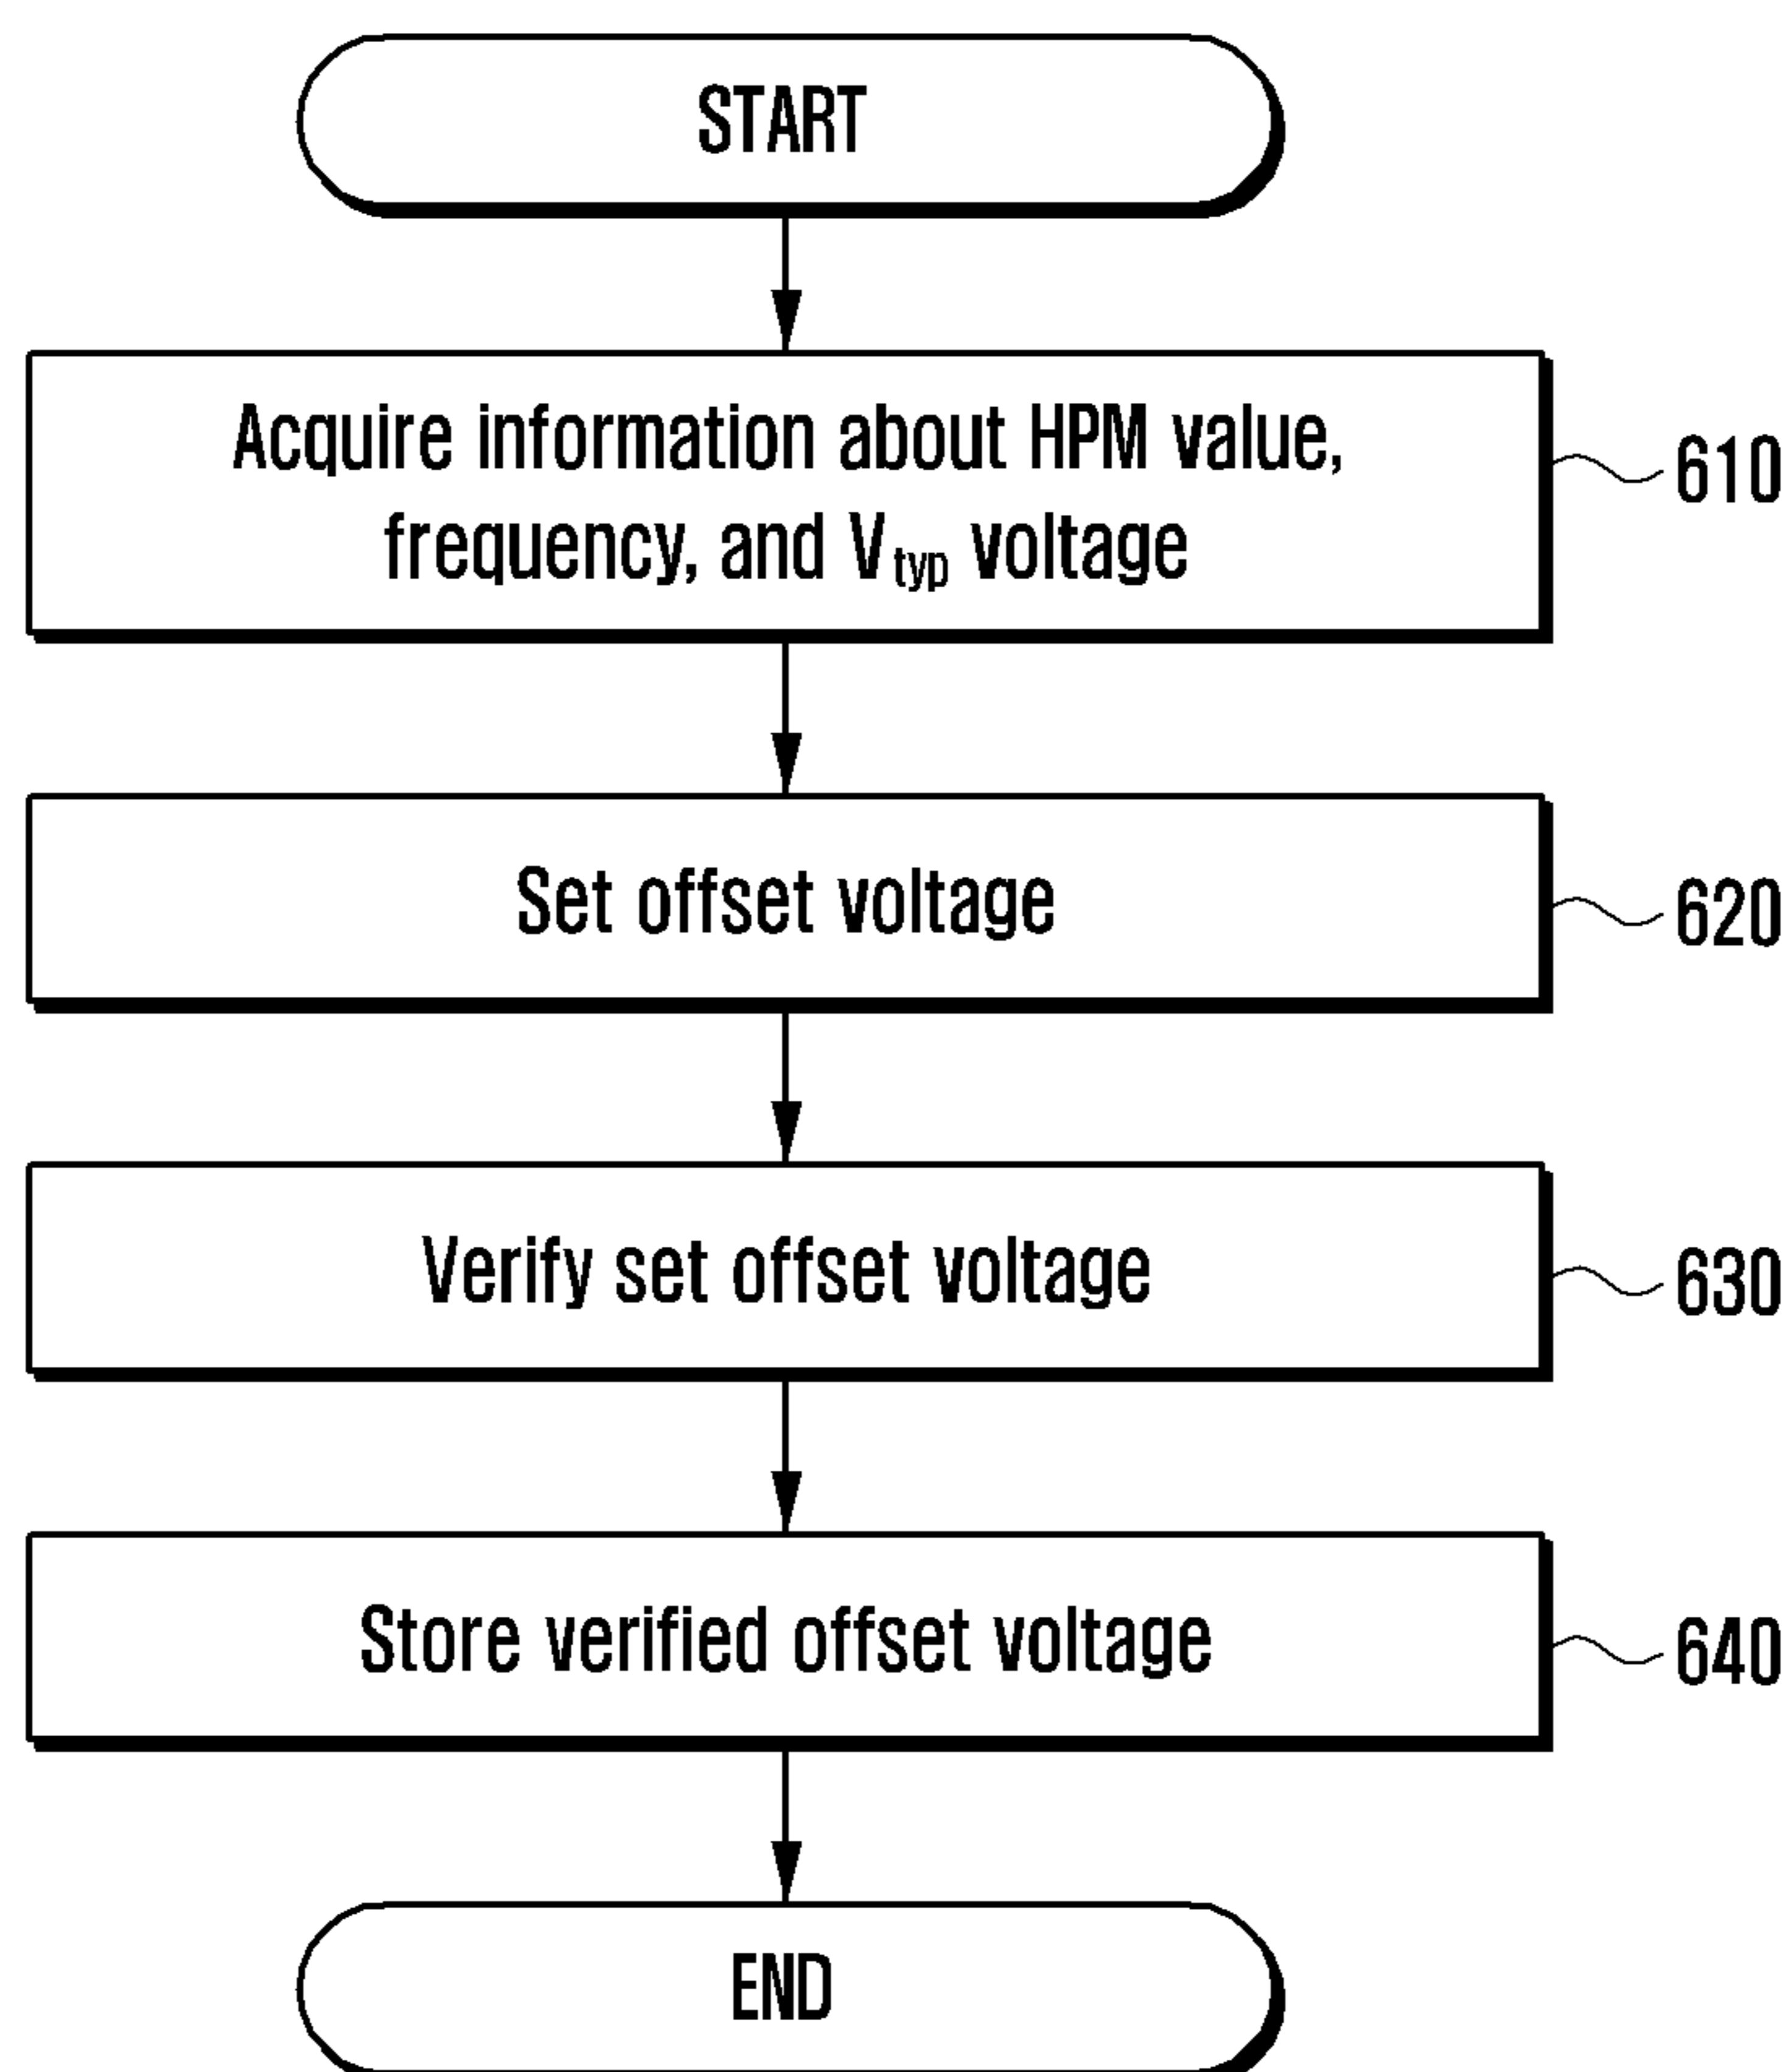 START
Acquire information about HPM value,
frequency, and Vtyp voltage
610
Set offset voltage
620
Verify set offset voltage
630
Store verified offset voltage
640
END